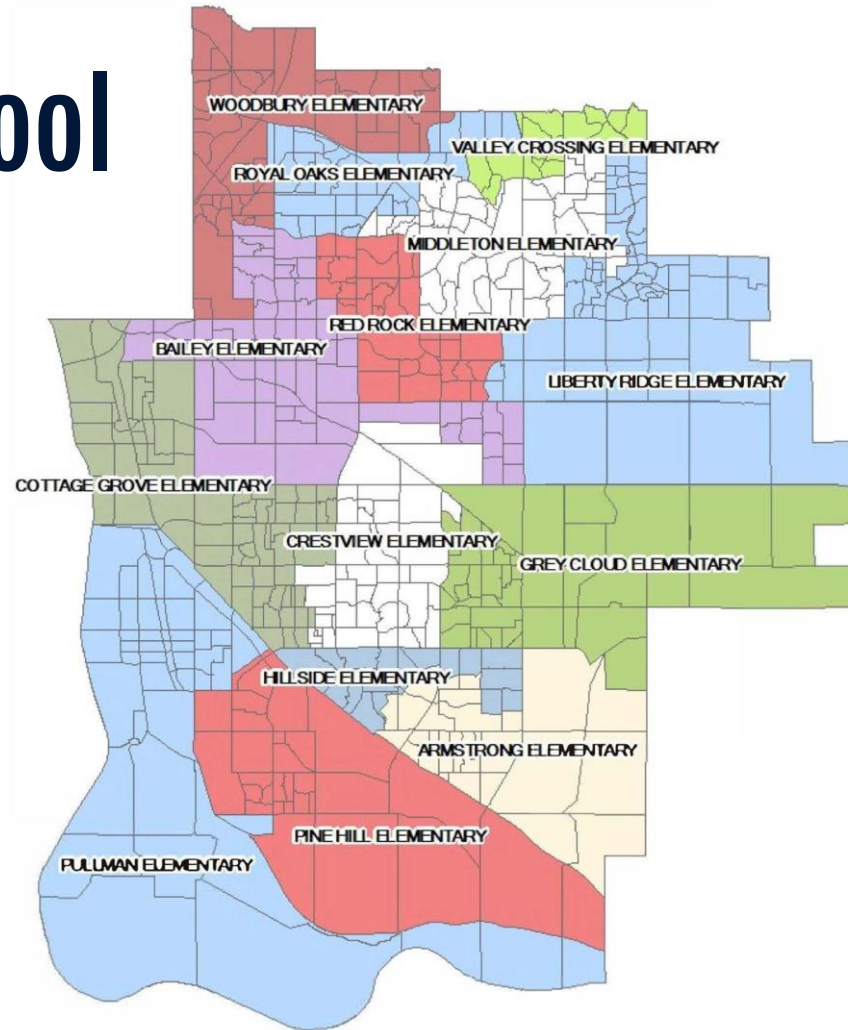 ool
WOODBURY ELEMENTARY
VALLEY CROSSING ELEMENTARY
ROYAL OAKS ELEMENTARY
MIDDLETON ELEMENTARY
RED ROCK ELEMENTARY
BAILEY ELEMENTARY
LIBERTY RIDGE ELEMENTARY
COTTAGE GROVE ELEMENTARY
CRESTVIEW ELEMENTARY
GREY CLOUD ELEMENTARY
HILLSIDE ELEMENTARY
ARMSTRONG ELEMENTARY
PINE HILL ELEMENTARY
PULLMAN ELEMENTARY